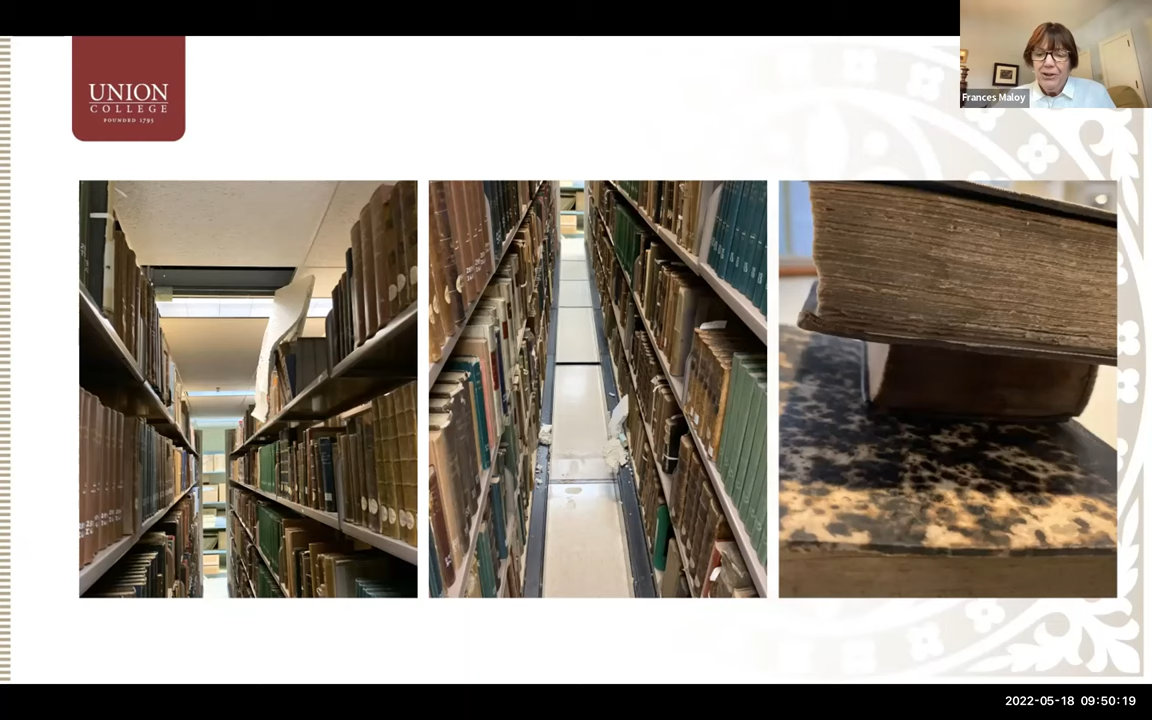 UNION
COLLEGE
FOUNDED 1795
Frances Maloy
2022-05-18 09:50:19